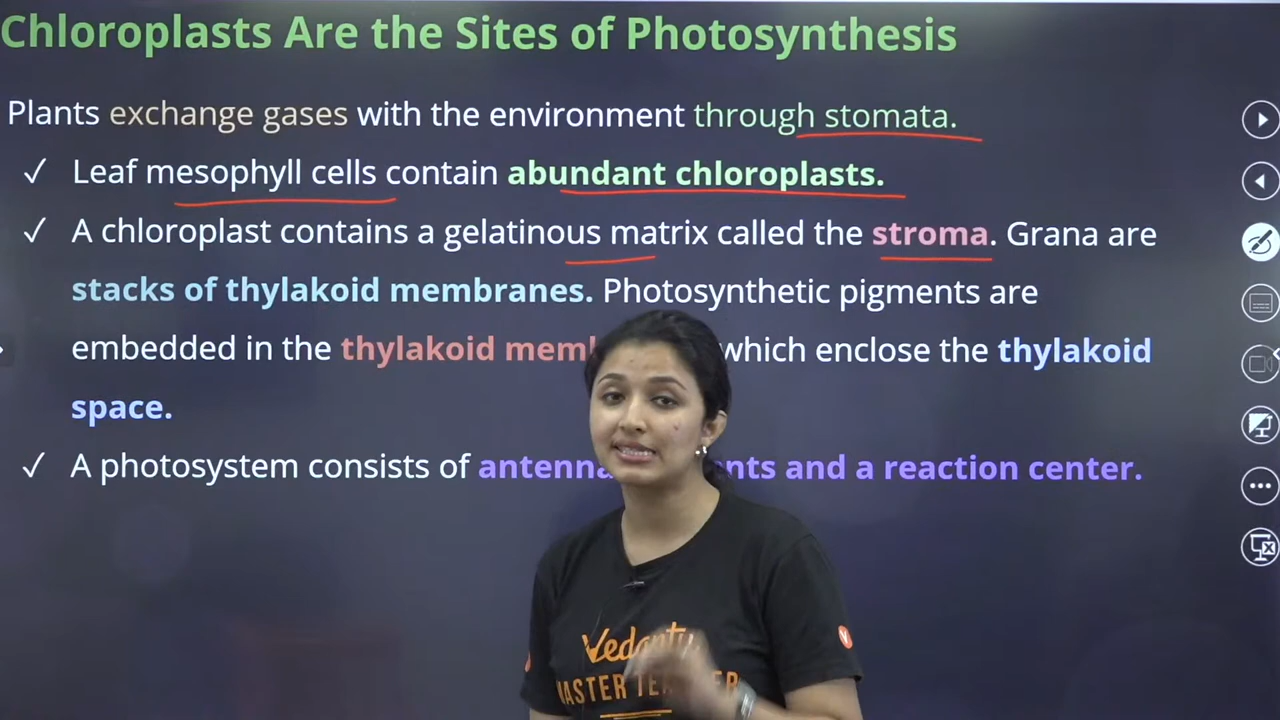 Chloroplasts Are the Sites of Photosynthesis
Plants exchange gases with the environment through stomata.
✓ Leaf mesophyll cells contain abundant chloroplasts.
✓ A chloroplast contains a gelatinous matrix called the stroma. Grana are
stacks of thylakoid membranes. Photosynthetic pigments are
embedded in the thylakoid which enclose the thylakoid
space.
✓ A photosystem consists of and a reaction center.
Vedantu
MASTER